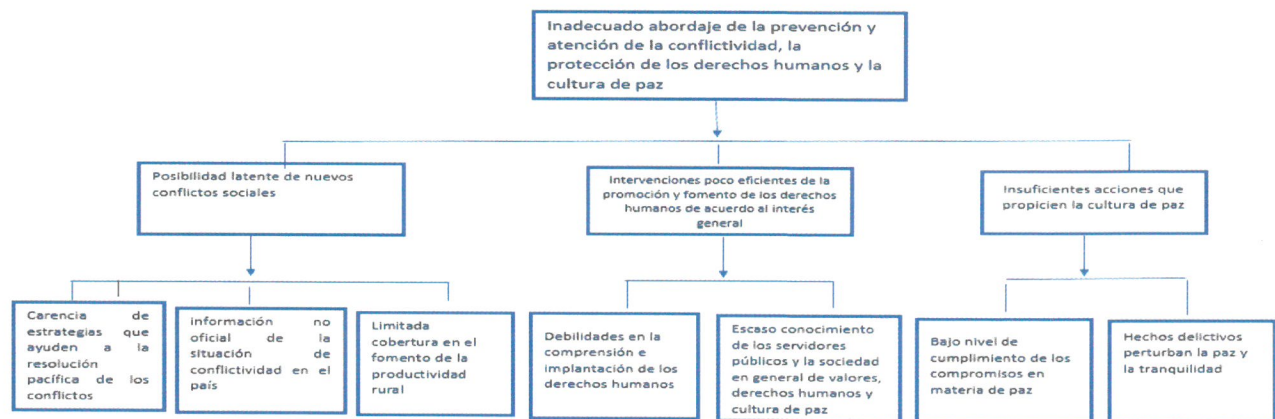 Inadecuado abordaje de la prevención y
atención de la conflictividad, la
protección de los derechos humanos y la
cultura de paz
Posibilidad latente de nuevos
conflictos sociales
Intervenciones poco eficientes de la
promoción y fomento de los derechos
humanos de acuerdo al interés
general
Insuficientes acciones que
propicien la cultura de paz
Carencia de
estrategias que
ayuden a la
resolución
pacífica de los
conflictos
Información no
oficial de la
situación de
conflictividad en el
país
Limitada
cobertura en el
fomento de la
productividad
rural
Debilidades en la
comprensión e
implantación de los
derechos humanos
Escaso conocimiento
de los servidores
públicos y la sociedad
en general de valores,
derechos humanos y
cultura de paz
Bajo nivel de
cumplimiento de los
compromisos en
materia de paz
Hechos delictivos
perturban la paz y
la tranquilidad